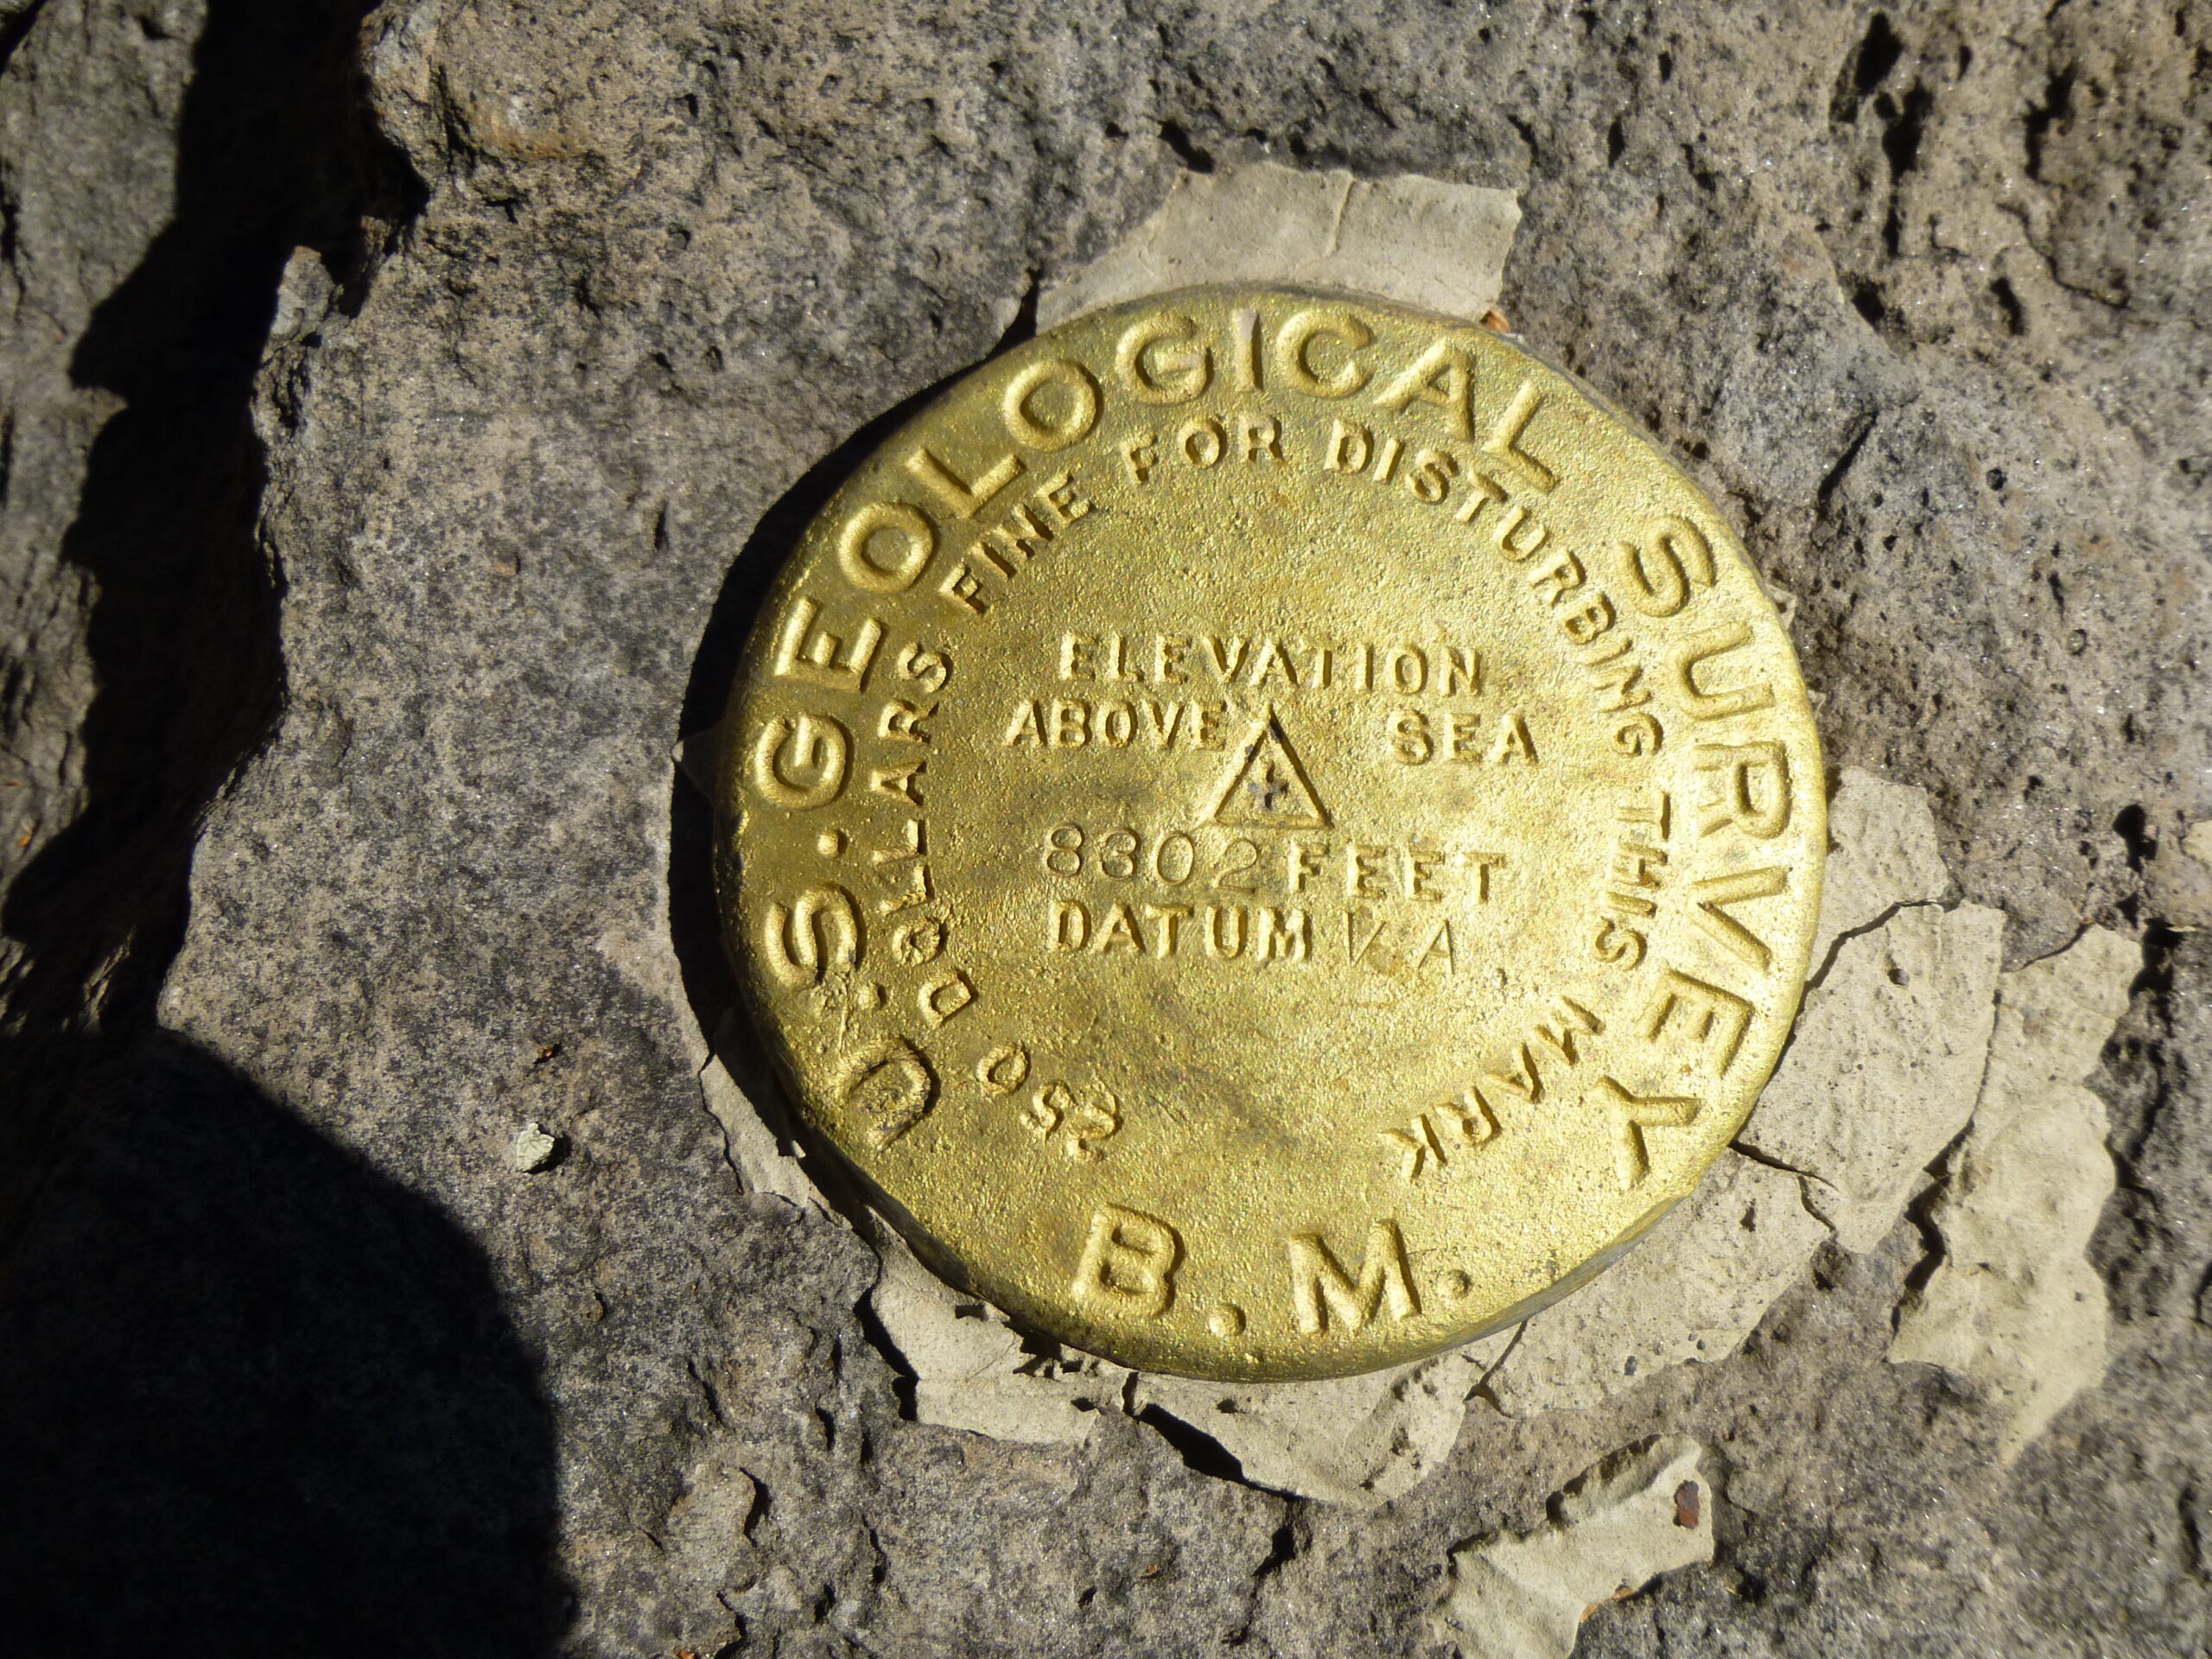 U.S. GEOLOGICAL SURVEY
250 DOLLARS FINE FOR DISTURBING THIS MARK
ELEVATION
ABOVE SEA
8302 FEET
DATUM V A
B.M.